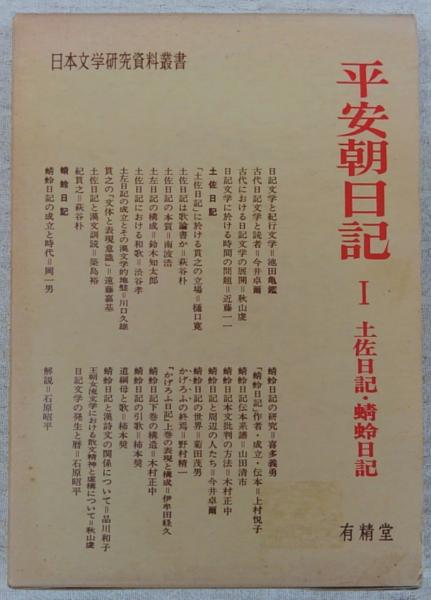 日本文学研究資料叢書
平安朝日記 Ⅰ 土佐日記・蜻蛉日記
日記文学と紀行文学＝池田亀鑑
古代日記文学と読者＝今井卓爾
古代における日記文学の展開＝秋山虔
日記文学に於ける時間の問題＝近藤一一
土佐日記
「土佐日記」に於ける貫之の立場＝樋口寛
土佐日記は歌論書か＝萩谷朴
土佐日記の本質＝南波浩
土左日記の構成＝鈴木知太郎
土佐日記における和歌＝渋谷孝
土左日記の成立とその漢文学的地盤＝川口久雄
貫之の「文体と表現意識」＝遠藤嘉基
土佐日記と漢文訓読＝築島裕
紀貫之＝萩谷朴
蜻蛉日記
蜻蛉日記の成立と時代＝岡一男
蜻蛉日記の研究＝喜多義勇
「蜻蛉日記」作者・成立・伝本＝上村悦子
蜻蛉日記伝本系譜＝山田清市
蜻蛉日記本文批判の方法＝木村正中
蜻蛉日記と周辺の人たち＝今井卓爾
蜻蛉日記の世界＝菊田茂男
かげろふの終焉＝野村精一
「かげろふ日記」上巻の表現と構成＝伊牟田経久
蜻蛉日記下巻の構造＝木村正中
蜻蛉日記の引歌＝柿本奨
道綱母と歌＝柿本奨
蜻蛉日記と漢詩文の関係について＝品川和子
王朝女流文学における散文精神と虚構について＝秋山虔
日記文学の発生と暦＝石原昭平
解説＝石原昭平
有精堂